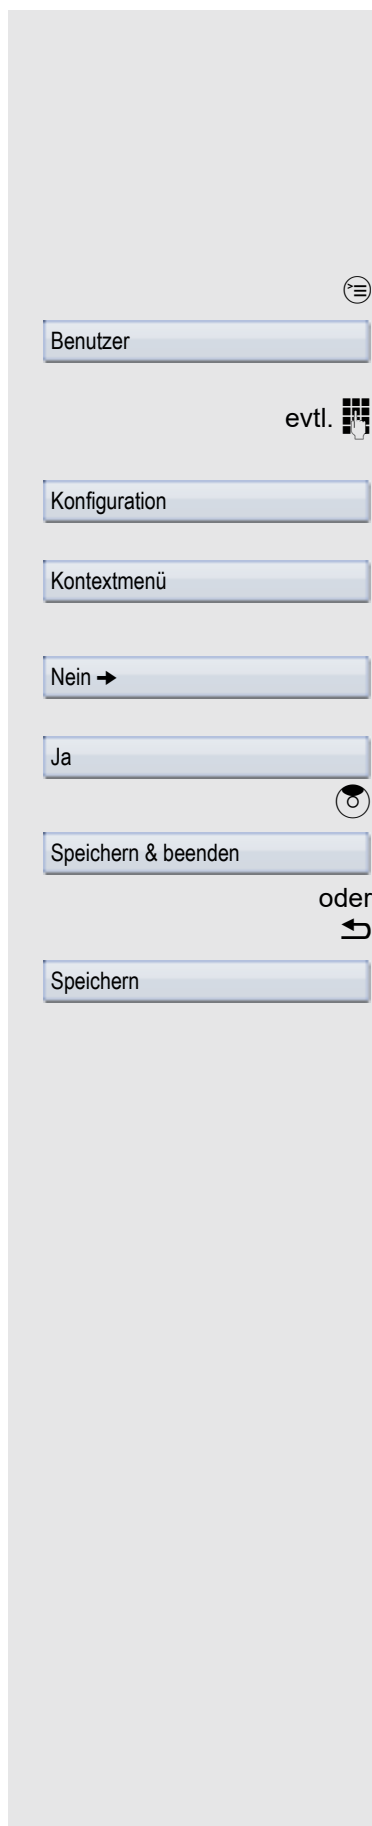 Benutzer
evtl.
Konfiguration
Kontextmenü
Nein →
Ja
Speichern & beenden
oder
Speichern